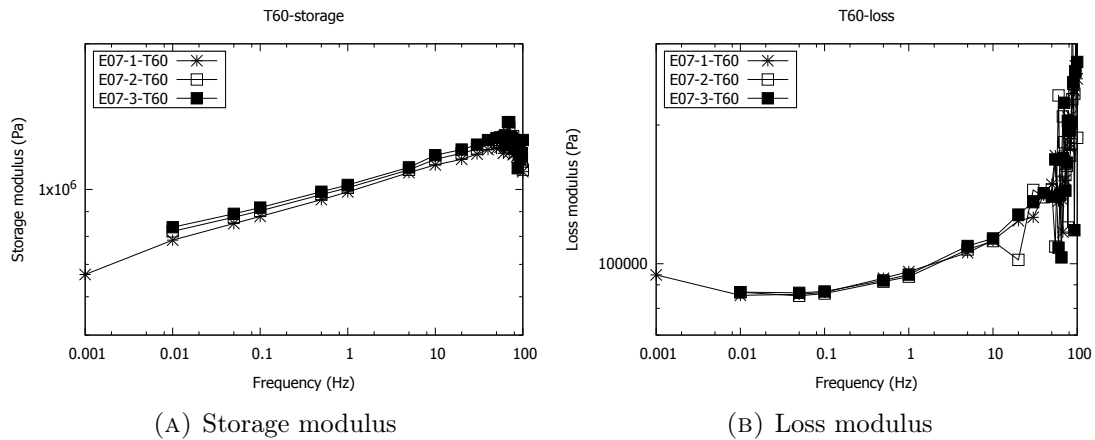 T60-storage
E07-1-T60
E07-2-T60
E07-3-T60
Storage modulus (Pa)
1x10⁶
0.001 0.01 0.1 1 10 100
Frequency (Hz)
(A) Storage modulus
T60-loss
E07-1-T60
E07-2-T60
E07-3-T60
Loss modulus (Pa)
100000
0.001 0.01 0.1 1 10 100
Frequency (Hz)
(B) Loss modulus